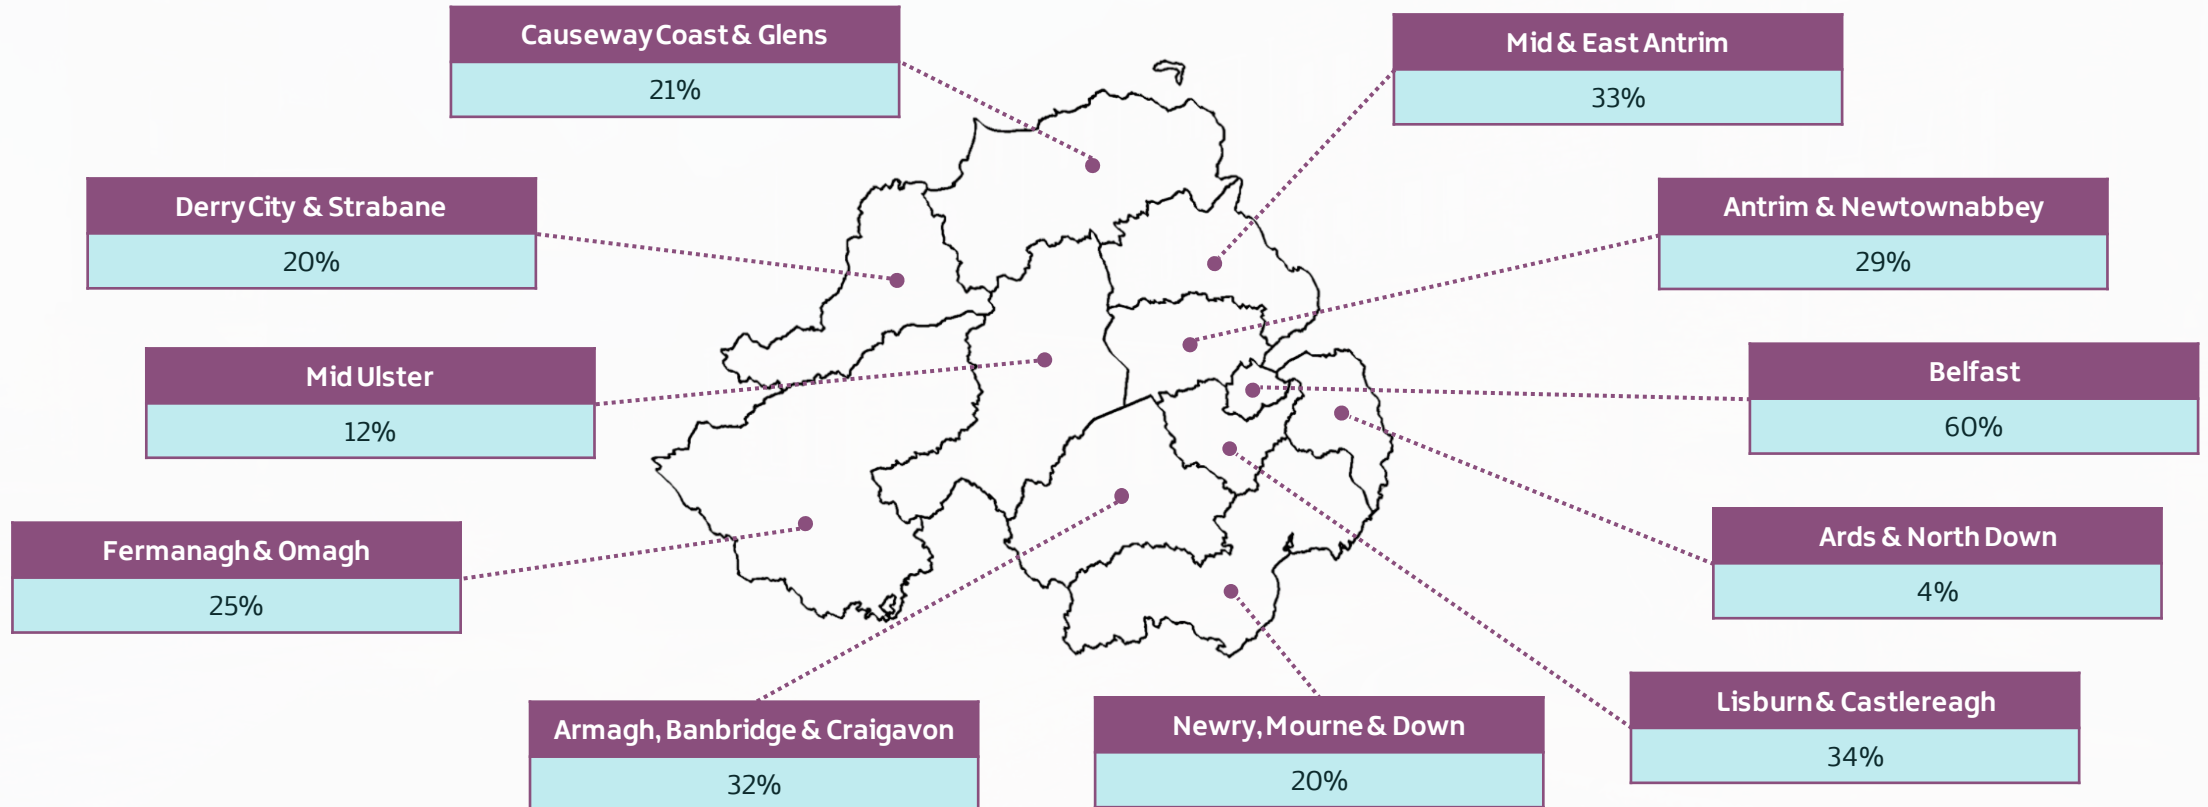 Causeway Coast & Glens
21%
Mid & East Antrim
33%
Derry City & Strabane
20%
Antrim & Newtownabbey
29%
Mid Ulster
12%
Belfast
60%
Fermanagh & Omagh
25%
Ards & North Down
4%
Armagh, Banbridge & Craigavon
32%
Newry, Mourne & Down
20%
Lisburn & Castlereagh
34%